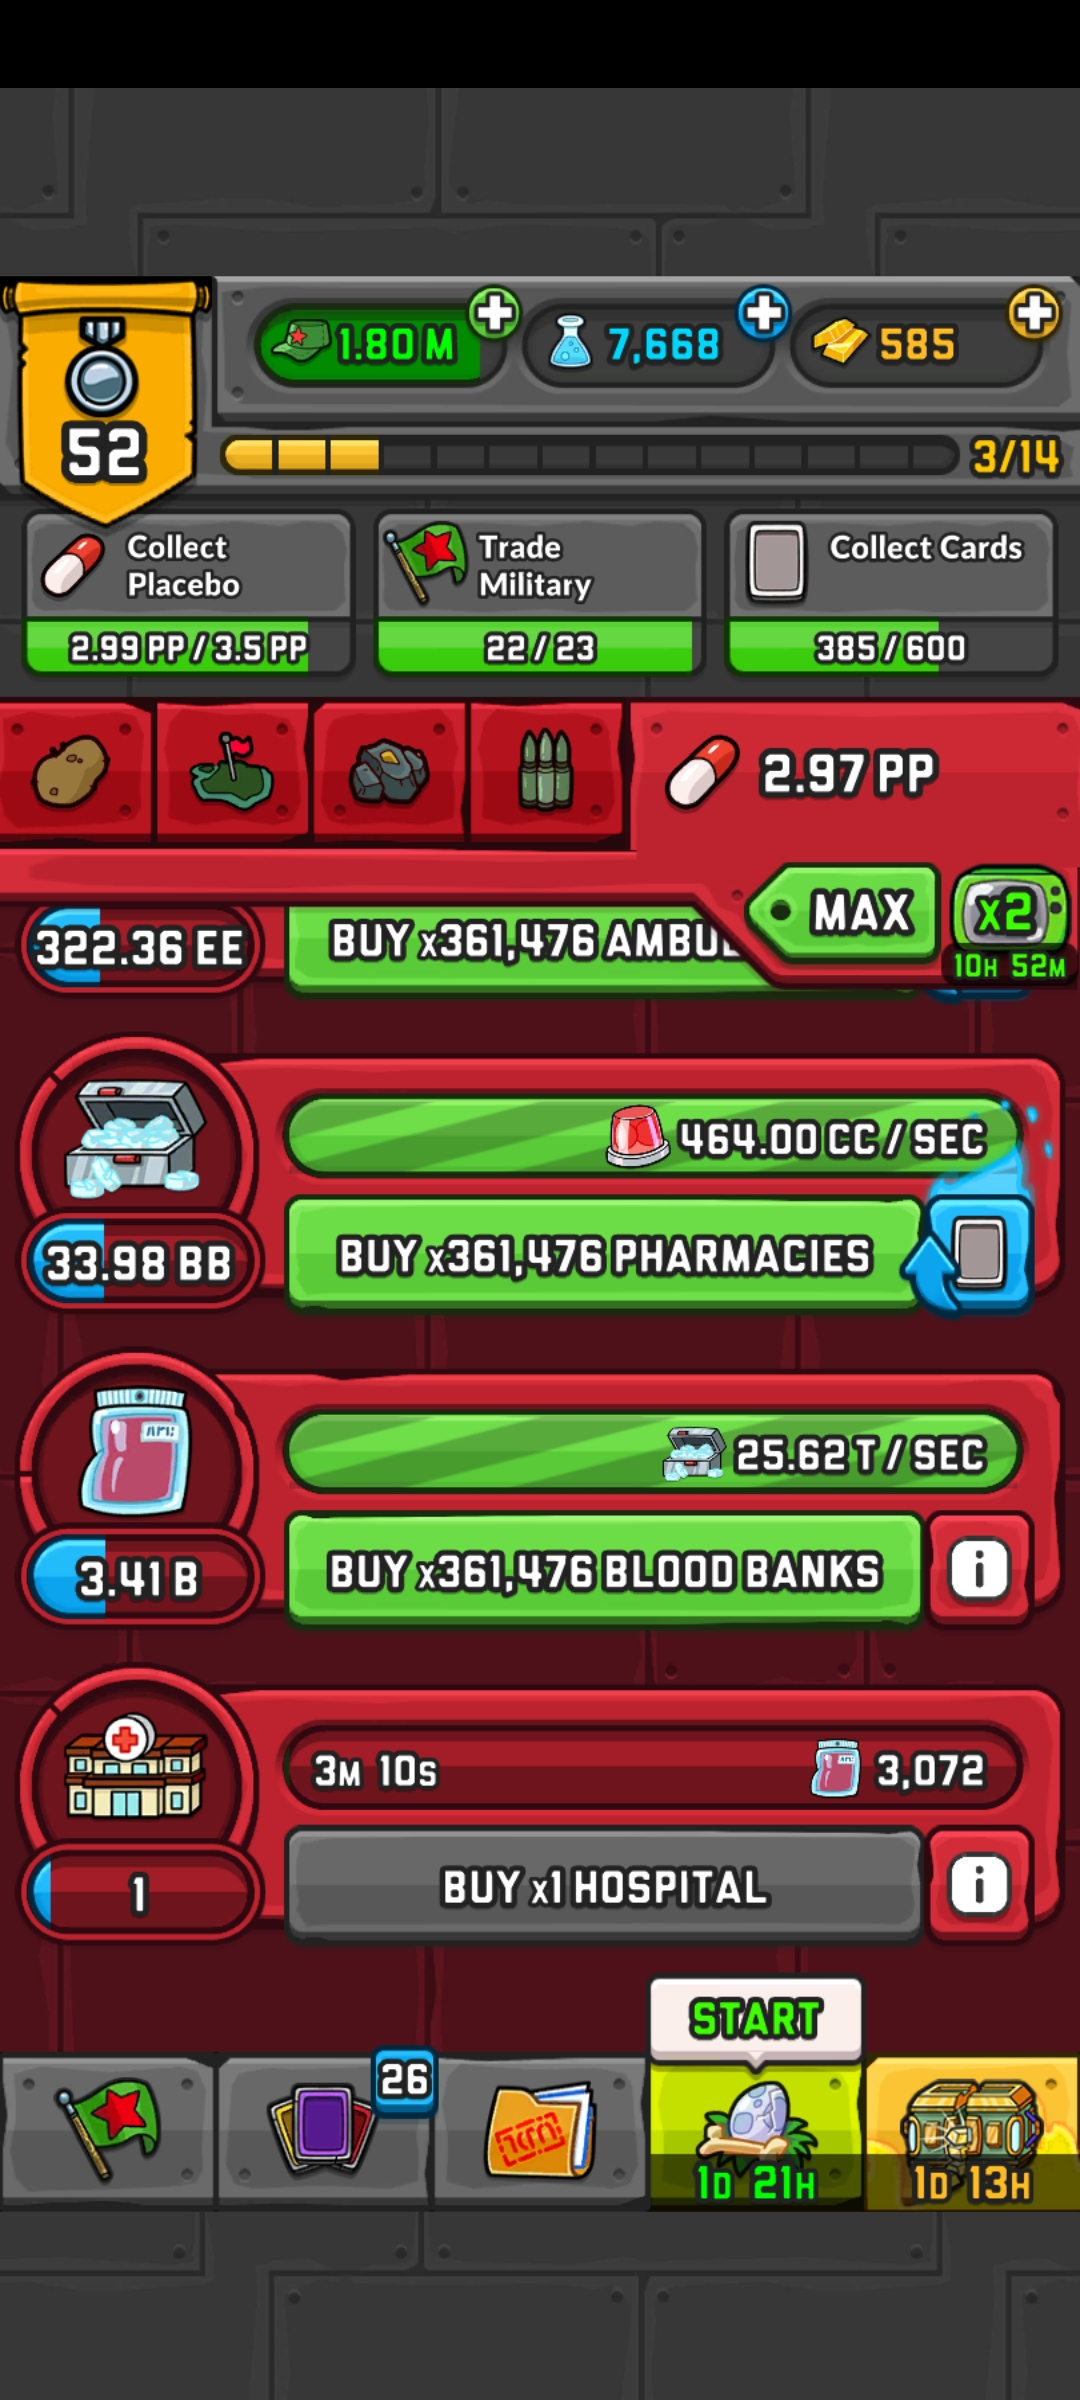 1.80 M
7,668
585
52
3/14
Collect
Placebo
2.99 PP / 3.5 PP
Trade
Military
22 / 23
Collect Cards
385 / 600
2.97 PP
MAX
x2
10H 52M
322.36 EE
BUY x361,476 AMBUL
464.00 CC / SEC
33.98 BB
BUY x361,476 PHARMACIES
25.62 T / SEC
3.41 B
BUY x361,476 BLOOD BANKS
i
3M 10S
3,072
1
BUY x1 HOSPITAL
i
START
26
1D 21H
1D 13H